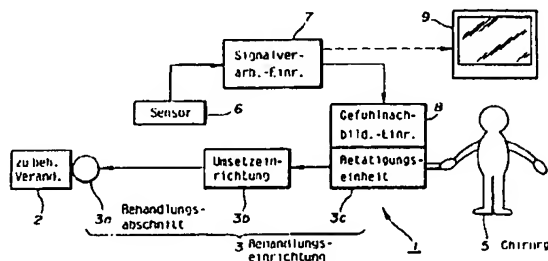 7
9
Signalver-
arb.-Einr.
Sensor
6
8
Gefühlnach-
bild.-Einr.
Betätigungs-
einheit
zu beh.
Verand.
Umsetzein-
richtung
2
3a
3b
3c
1
5 Chirurg
Behandlungs-
abschnitt
3 Behandlungs-
einrichtung